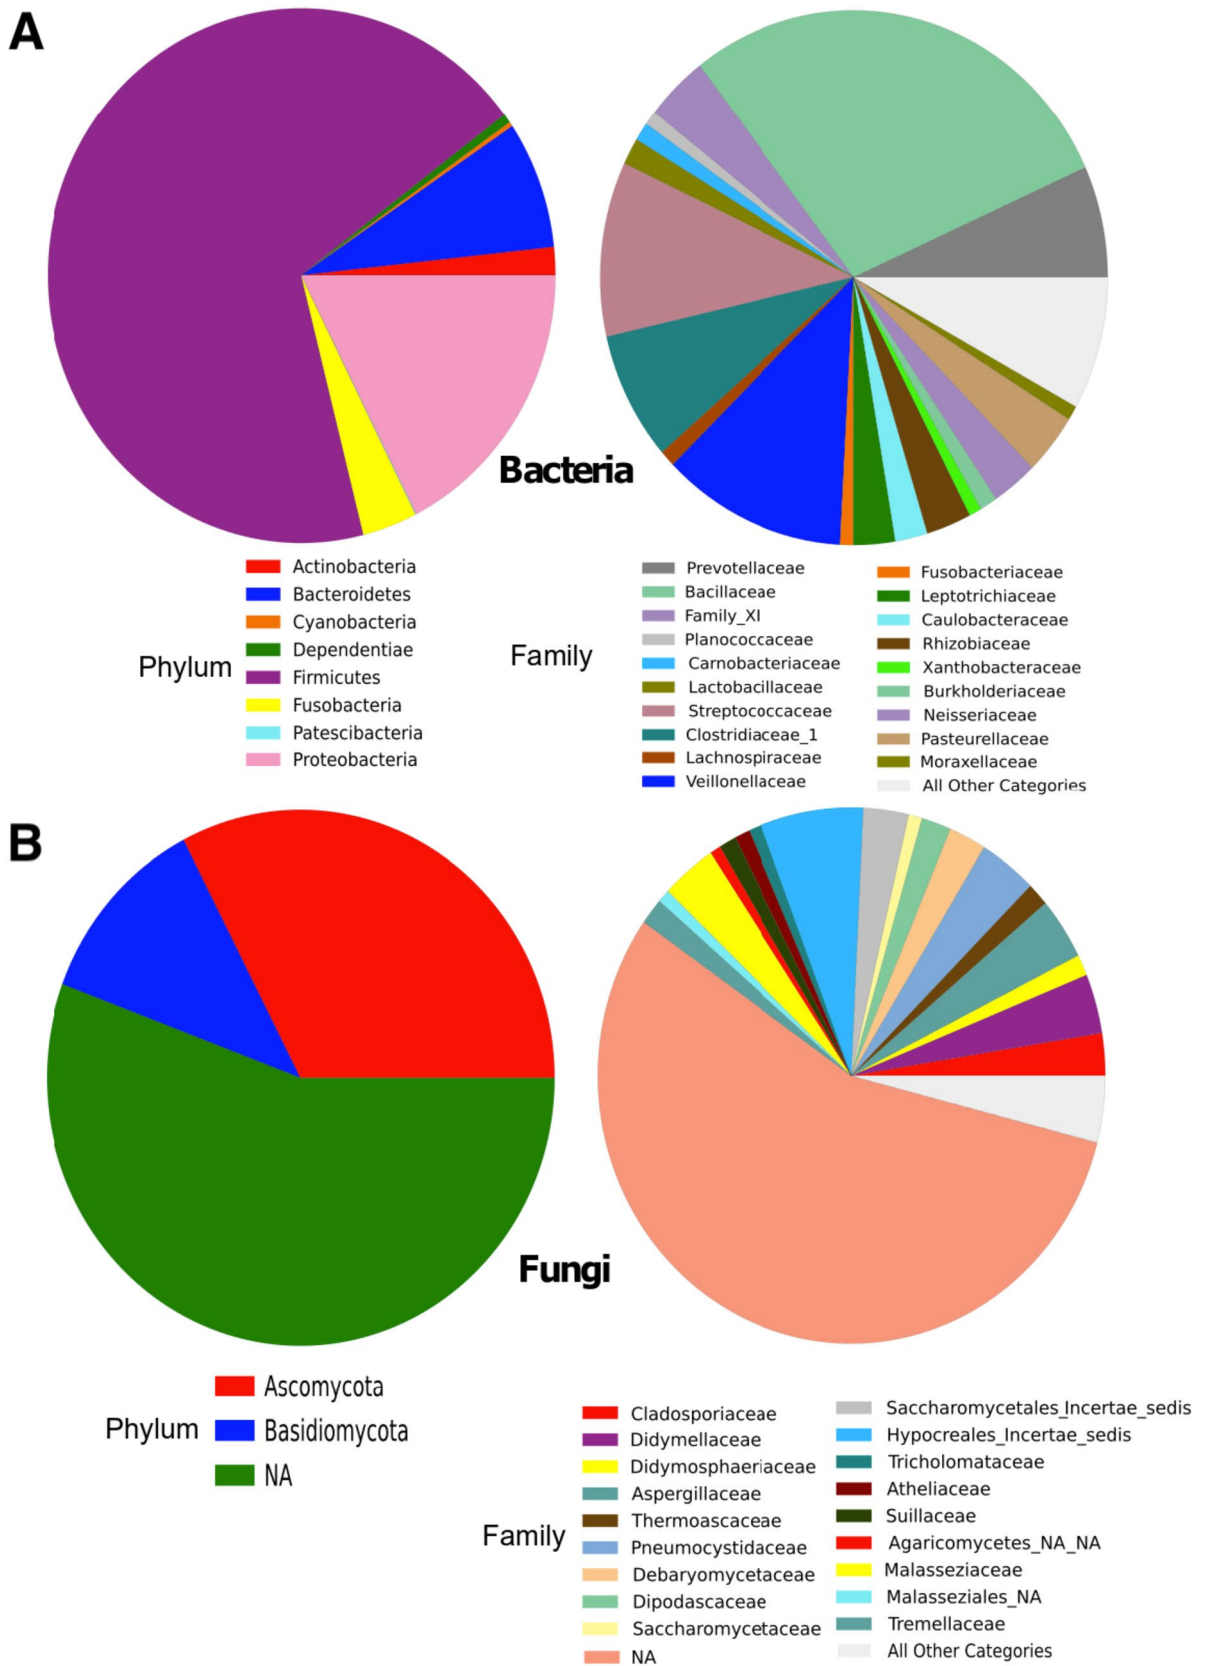 A
Bacteria
Phylum
Actinobacteria
Bacteroidetes
Cyanobacteria
Dependentiae
Firmicutes
Fusobacteria
Patescibacteria
Proteobacteria
Family
Prevotellaceae
Bacillaceae
Family_XI
Planococcaceae
Carnobacteriaceae
Lactobacillaceae
Streptococcaceae
Clostridiaceae_1
Lachnospiraceae
Veillonellaceae
Fusobacteriaceae
Leptotrichiaceae
Caulobacteraceae
Rhizobiaceae
Xanthobacteraceae
Burkholderiaceae
Neisseriaceae
Pasteurellaceae
Moraxellaceae
All Other Categories
B
Fungi
Phylum
Ascomycota
Basidiomycota
NA
Family
Cladosporiaceae
Didymellaceae
Didymosphaeriaceae
Aspergillaceae
Thermoascaceae
Pneumocystidaceae
Debaryomycetaceae
Dipodascaceae
Saccharomycetaceae
NA
Saccharomycetales_Incertae_sedis
Hypocreales_Incertae_sedis
Tricholomataceae
Atheliaceae
Suillaceae
Agaricomycetes_NA_NA
Malasseziaceae
Malasseziales_NA
Tremellaceae
All Other Categories